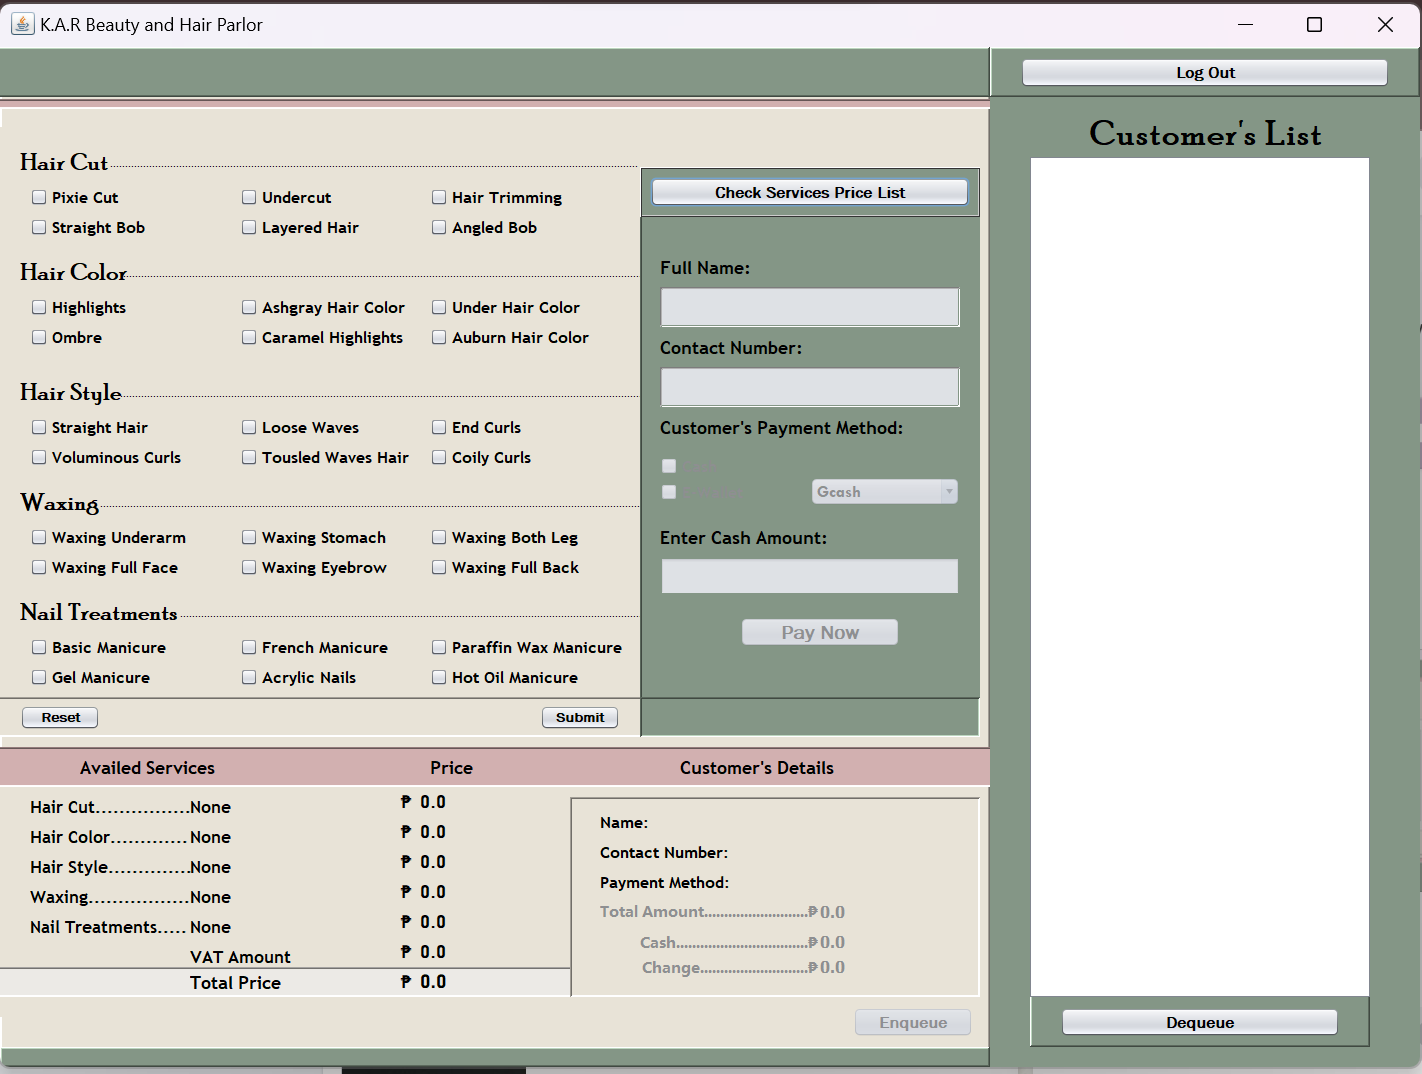 K.A.R Beauty and Hair Parlor
Log Out
Customer's List
Hair Cut
Pixie Cut Undercut Hair Trimming
Straight Bob Layered Hair Angled Bob
Check Services Price List
Hair Color
Highlights Ashgray Hair Color Under Hair Color
Ombre Caramel Highlights Auburn Hair Color
Hair Style
Straight Hair Loose Waves End Curls
Voluminous Curls Tousled Waves Hair Coily Curls
Waxing
Waxing Underarm Waxing Stomach Waxing Both Leg
Waxing Full Face Waxing Eyebrow Waxing Full Back
Nail Treatments
Basic Manicure French Manicure Paraffin Wax Manicure
Gel Manicure Acrylic Nails Hot Oil Manicure
Reset Submit
Full Name:
Contact Number:
Customer's Payment Method:
Gcash
Enter Cash Amount:
Pay Now
Availed Services Price Customer's Details
Hair Cut................None ₱ 0.0
Hair Color.............None ₱ 0.0
Hair Style..............None ₱ 0.0
Waxing.................None ₱ 0.0
Nail Treatments.....None ₱ 0.0
VAT Amount ₱ 0.0
Total Price ₱ 0.0
Name:
Contact Number:
Payment Method:
Total Amount..........................₱0.0
Cash.................................₱0.0
Change...........................₱0.0
Enqueue
Dequeue